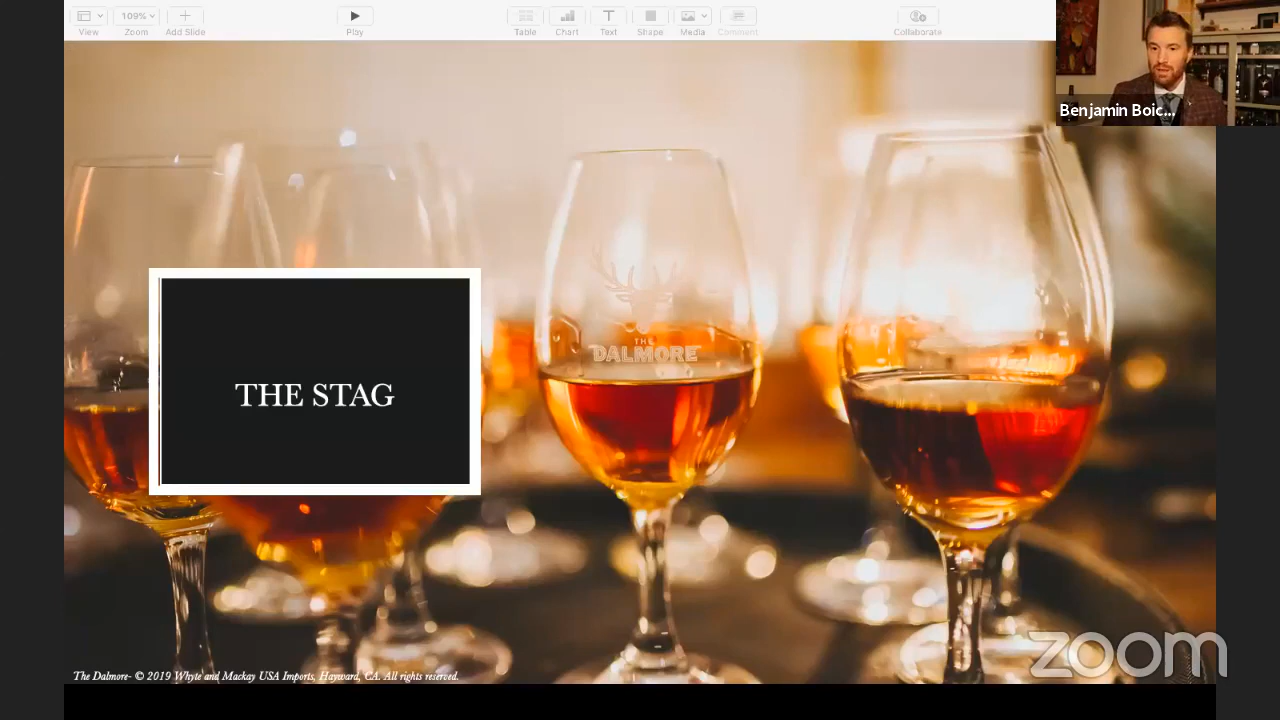 View
109%
Zoom
Add Slide
Play
Table
Chart
Text
Shape
Media
Comment
Collaborate
Benjamin Boic...
THE
DALMORE
THE STAG
The Dalmore- © 2019 Whyte and Mackay USA Imports, Hayward, CA. All rights reserved.
zoom